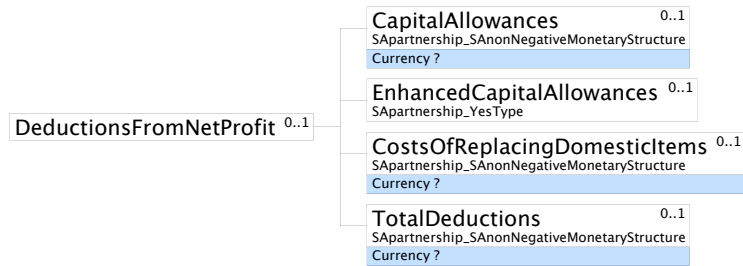 CapitalAllowances 0..1
SApartnership_SAnonNegativeMonetaryStructure
Currency ?
EnhancedCapitalAllowances 0..1
SApartnership_YesType
DeductionsFromNetProfit 0..1
CostsOfReplacingDomesticItems 0..1
SApartnership_SAnonNegativeMonetaryStructure
Currency ?
TotalDeductions 0..1
SApartnership_SAnonNegativeMonetaryStructure
Currency ?